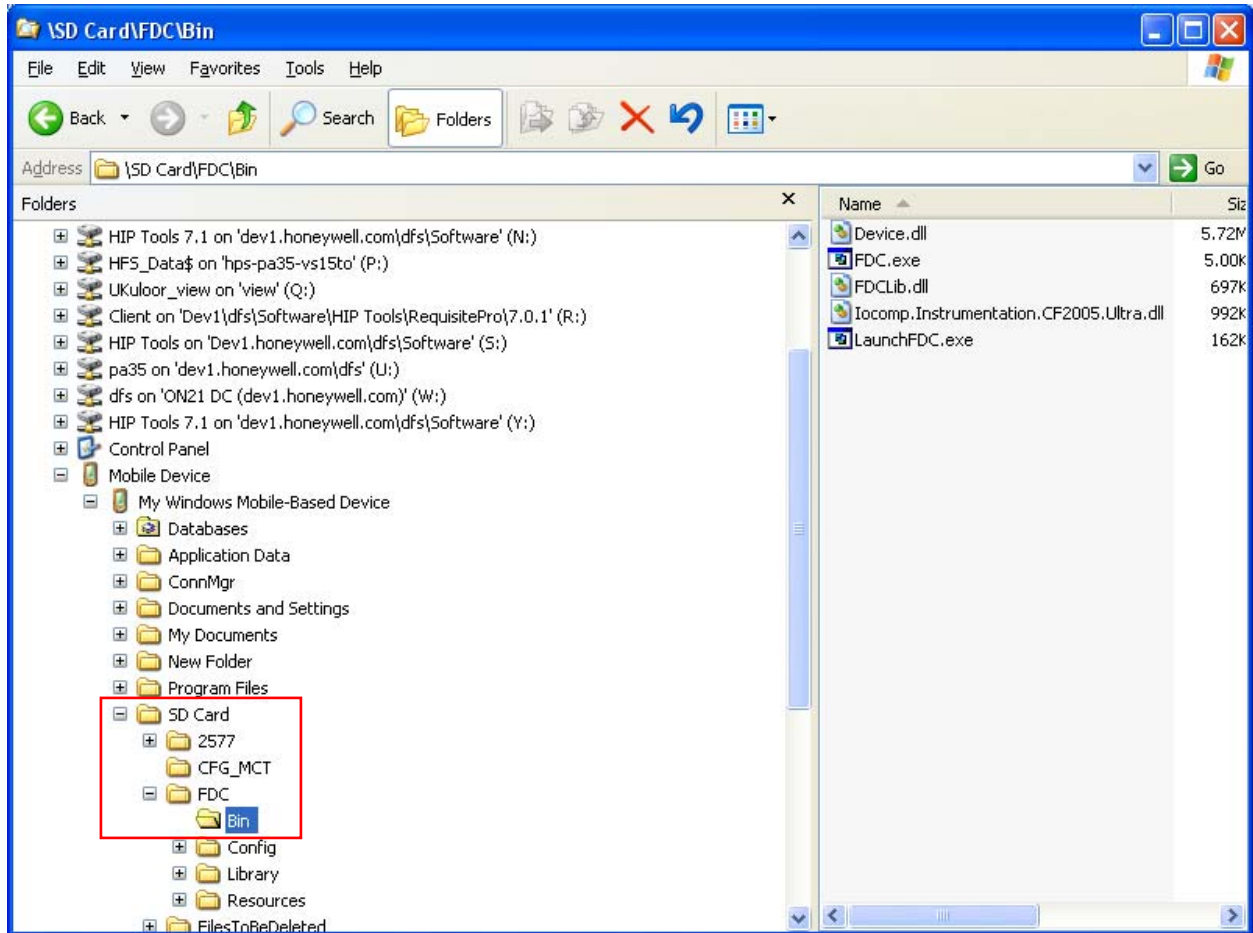 \SD Card\FDC\Bin
File Edit View Favorites Tools Help
Back Search Folders
Address \SD Card\FDC\Bin Go
Folders
HIP Tools 7.1 on 'dev1.honeywell.com\dfs\Software' (N:)
HFS_Data$ on 'hps-pa35-vs15to' (P:)
UKuloor_view on 'view' (Q:)
Client on 'Dev1\dfs\Software\HIP Tools\RequisitePro\7.0.1' (R:)
HIP Tools on 'Dev1.honeywell.com\dfs\Software' (S:)
pa35 on 'dev1.honeywell.com\dfs' (U:)
dfs on 'ON21 DC (dev1.honeywell.com)' (W:)
HIP Tools 7.1 on 'dev1.honeywell.com\dfs\Software' (Y:)
Control Panel
Mobile Device
My Windows Mobile-Based Device
Databases
Application Data
ConnMgr
Documents and Settings
My Documents
New Folder
Program Files
SD Card
2577
CFG_MCT
FDC
Bin
Config
Library
Resources
FilesToBeDeleted
Name Siz
Device.dll 5.72M
FDC.exe 5.00K
FDCLib.dll 697K
Iocomp.Instrumentation.CF2005.Ultra.dll 992K
LaunchFDC.exe 162K